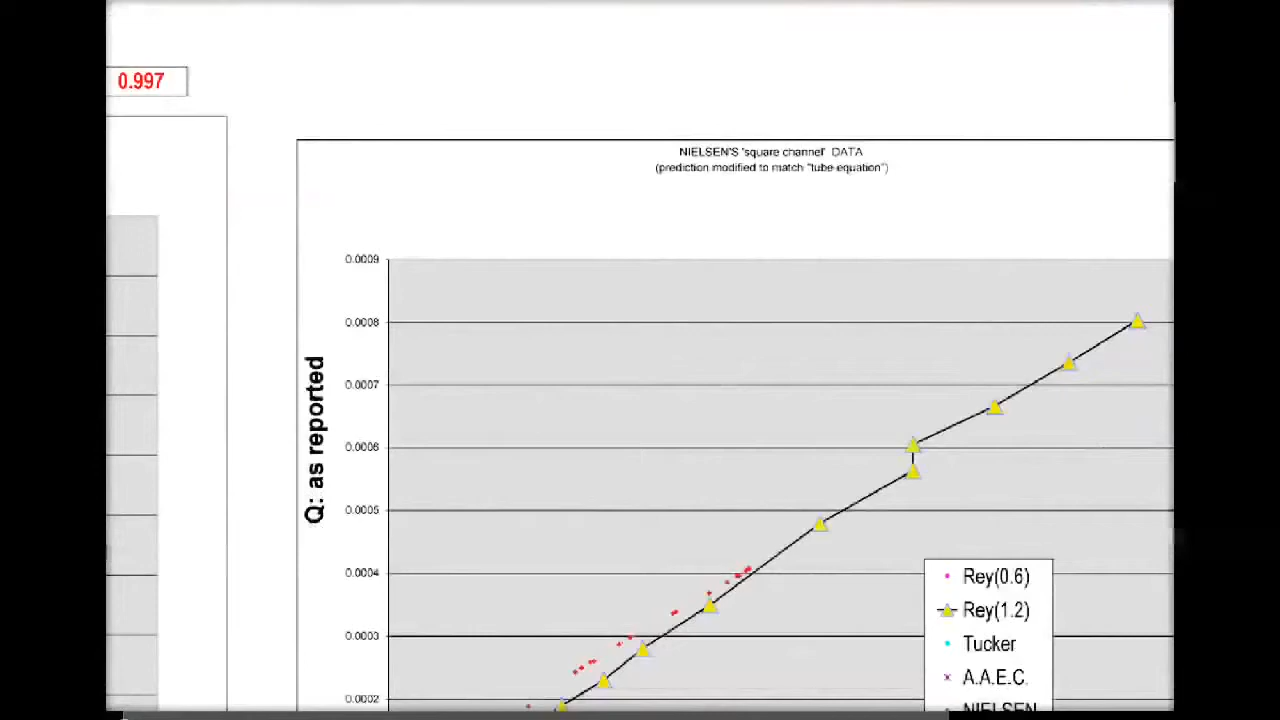 0.997
NIELSEN'S 'square channel' DATA
(prediction modified to match "tube-equation")
0.0009
0.0008
0.0007
0.0006
0.0005
0.0004
0.0003
0.0002
Q: as reported
Rey(0.6)
Rey(1.2)
Tucker
A.A.E.C.
NIELSEN